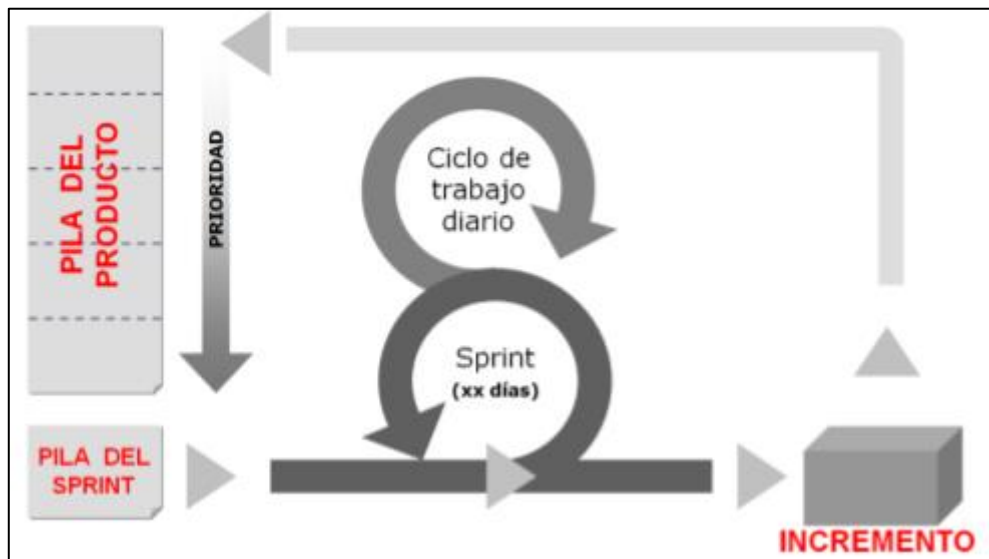 PILA DEL
PRODUCTO
PRIORIDAD
Ciclo de
trabajo
diario
Sprint
(xx días)
PILA DEL
SPRINT
INCREMENTO